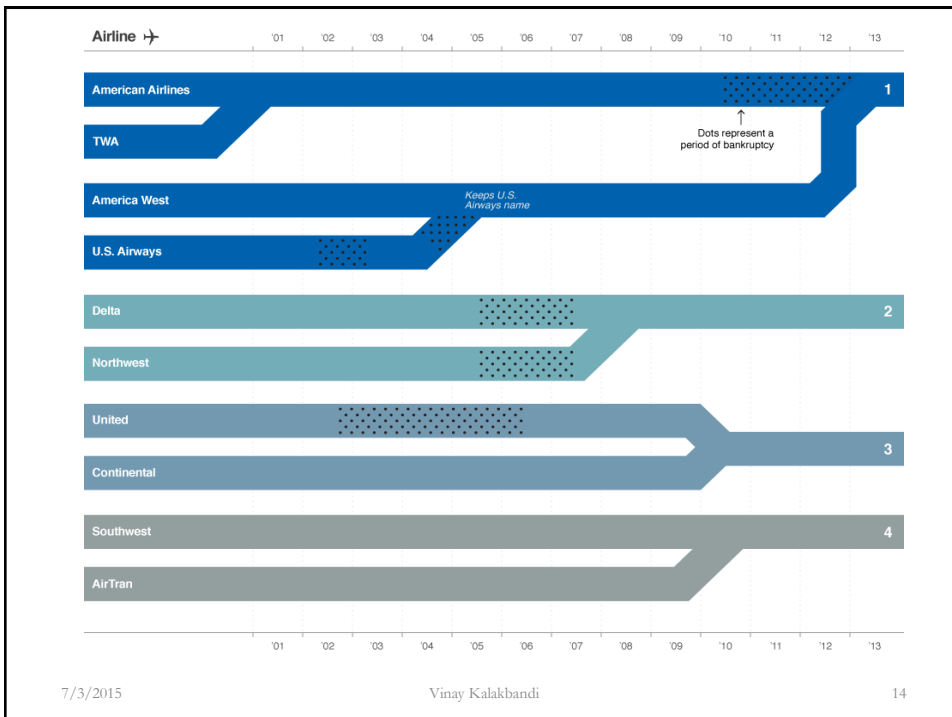 Airline
'01 '02 '03 '04 '05 '06 '07 '08 '09 '10 '11 '12 '13
American Airlines
1
Dots represent a
period of bankruptcy
TWA
America West
Keeps U.S.
Airways name
U.S. Airways
Delta
2
Northwest
United
Continental
3
Southwest
4
AirTran
'01 '02 '03 '04 '05 '06 '07 '08 '09 '10 '11 '12 '13
7/3/2015
Vinay Kalakbandi
14